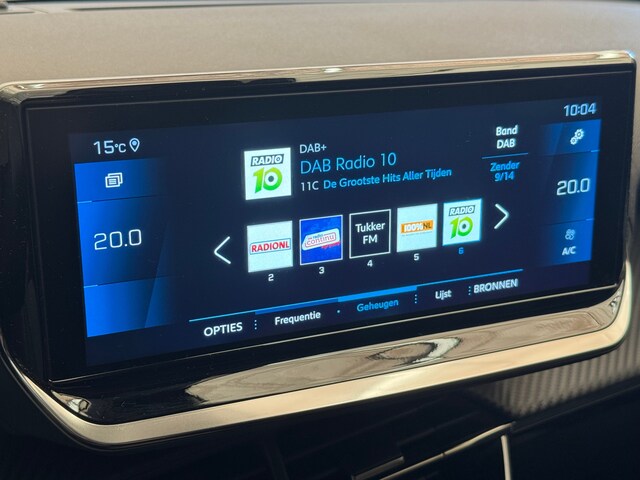 10:04
15°C
DAB+
Band
DAB
RADIO
10
DAB Radio 10
11C De Grootste Hits Aller Tijden
Zender
9/14
20.0
20.0
RADIONL
continu
Tukker
FM
100%NL
RADIO
10
2
3
4
5
6
A/C
OPTIES
Frequentie
Geheugen
Lijst
BRONNEN